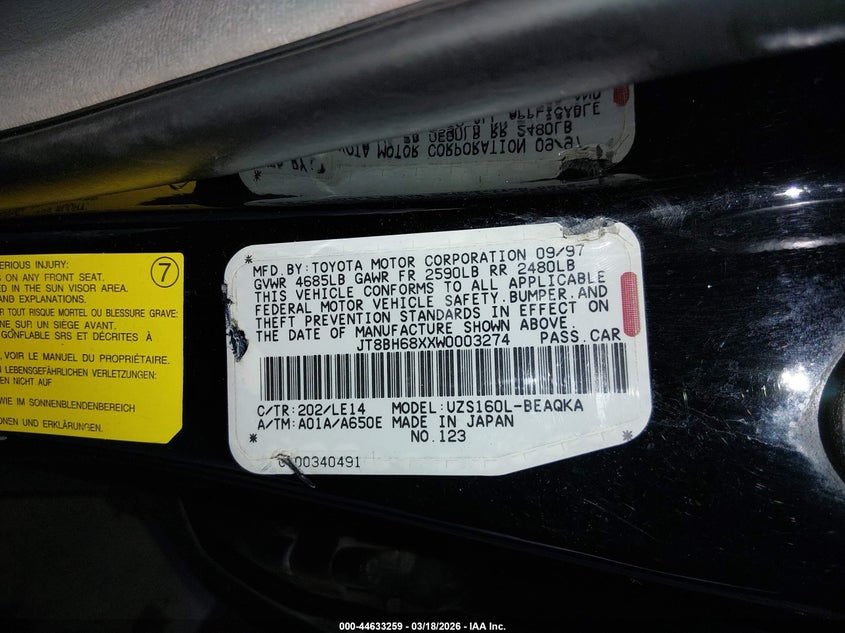 ERIOUS INJURY:
S ON ANY FRONT SEAT.
ED IN THE SUN VISOR AREA.
AND EXPLANATIONS.
R TOUT RISQUE MORTEL OU BLESSURE GRAVE:
NE SUR UN SIÈGE AVANT.
GONFLABLE SRS ET DÉCRITES À
VOIR LE MANUEL DU PROPRIÉTAIRE.
LEBENSGEFÄHRLICHEN VERLETZUNGEN:
EN NICHT AUF
WIE IM SONNENBLENDENBEREICH
EN UND ERKLÄRUNGEN.
7
MFD.BY:TOYOTA MOTOR CORPORATION 09/97
GVWR 4685LB GAWR FR 2590LB RR 2480LB
THIS VEHICLE CONFORMS TO ALL APPLICABLE
FEDERAL MOTOR VEHICLE SAFETY,BUMPER,AND
THEFT PREVENTION STANDARDS IN EFFECT ON
THE DATE OF MANUFACTURE SHOWN ABOVE.
JT8BH68XXW0003274 PASS.CAR
C/TR:202/LE14 MODEL:UZS160L-BEAQKA
A/TM:A01A/A650E MADE IN JAPAN
NO.123
00340491
000-44633259 - 03/18/2026 - IAA Inc.